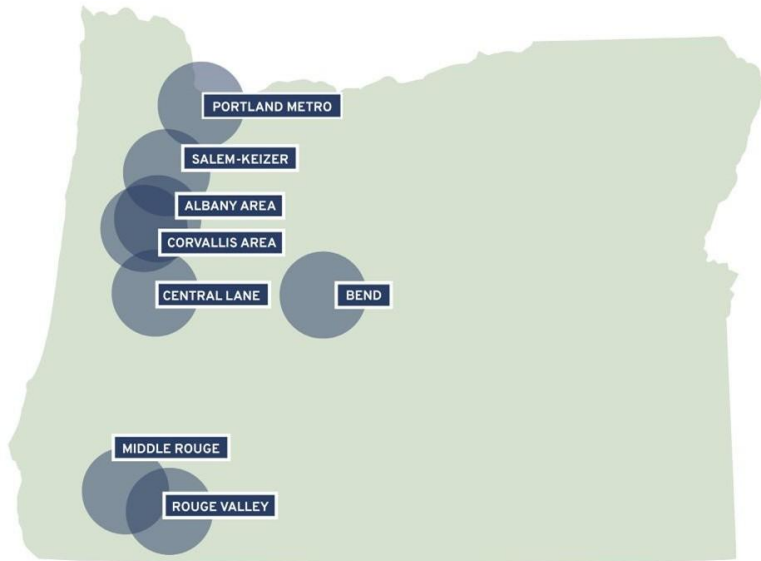 PORTLAND METRO
SALEM-KEIZER
ALBANY AREA
CORVALLIS AREA
CENTRAL LANE
BEND
MIDDLE ROUGE
ROUGE VALLEY